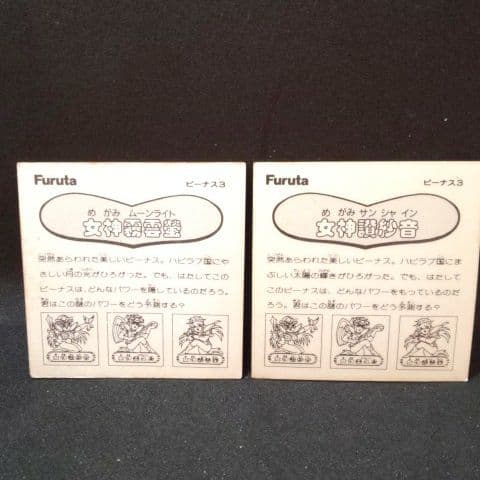 Furuta
ビーナス3
めがみ ムーンライト
女神霧雲蛍
突然あらわれた美しいビーナス。ハピラブ国にや
さしい月の光がひろがった。でも、はたしてこの
ビーナスは、どんなパワーを隠しているのだろう。
君はこの謎のパワーをどう予測する?
Furuta
ビーナス3
めがみ サン シャ イン
女神讃紗音
突然あらわれた美しいビーナス。ハピラブ国にま
ぶしい太陽の輝きがひろがった。でも、はたしてこの
ビーナスは、どんなパワーをもっているのだろう。
君はこの謎のパワーをどう予測する?